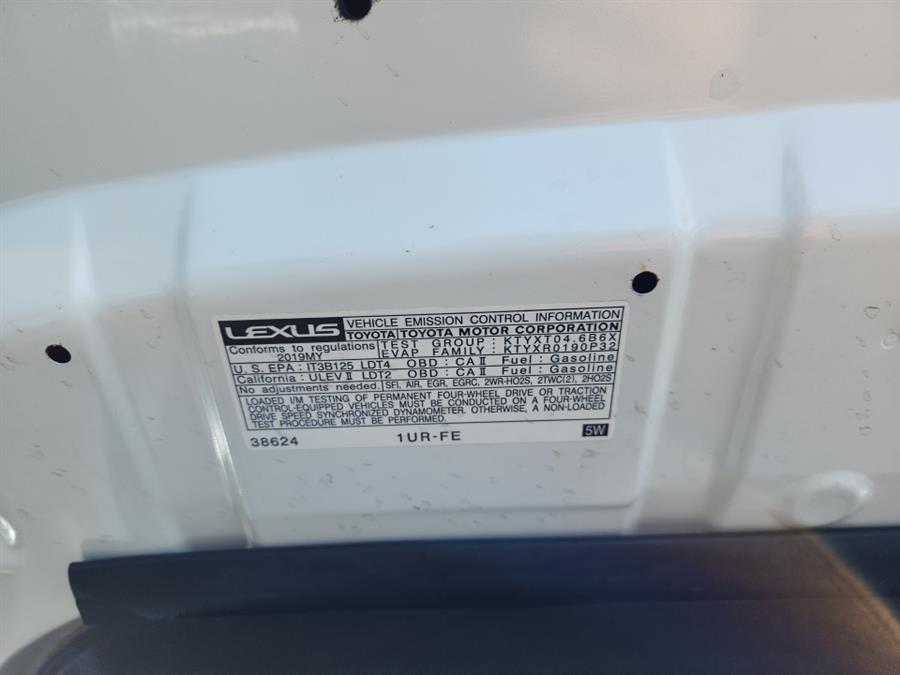 LEXUS VEHICLE EMISSION CONTROL INFORMATION
TOYOTA TOYOTA MOTOR CORPORATION
Conforms to regulations TEST GROUP : KTYXT04.6B6X
2019MY EVAP FAMILY : KTYXR0190P32
U.S. EPA : IT3B125 LDT4 OBD : CA II Fuel : Gasoline
California : ULEV II LDT2 OBD : CA II Fuel : Gasoline
No adjustments needed. SFI, AIR, EGR, EGRC, 2WR-HO2S, 2TWC(2), 2HO2S
LOADED I/M TESTING OF PERMANENT FOUR-WHEEL DRIVE OR TRACTION
CONTROL-EQUIPPED VEHICLES MUST BE CONDUCTED ON A FOUR-WHEEL
DRIVE SPEED SYNCHRONIZED DYNAMOMETER. OTHERWISE, A NON-LOADED
TEST PROCEDURE MUST BE PERFORMED.
38624 1UR-FE 5W